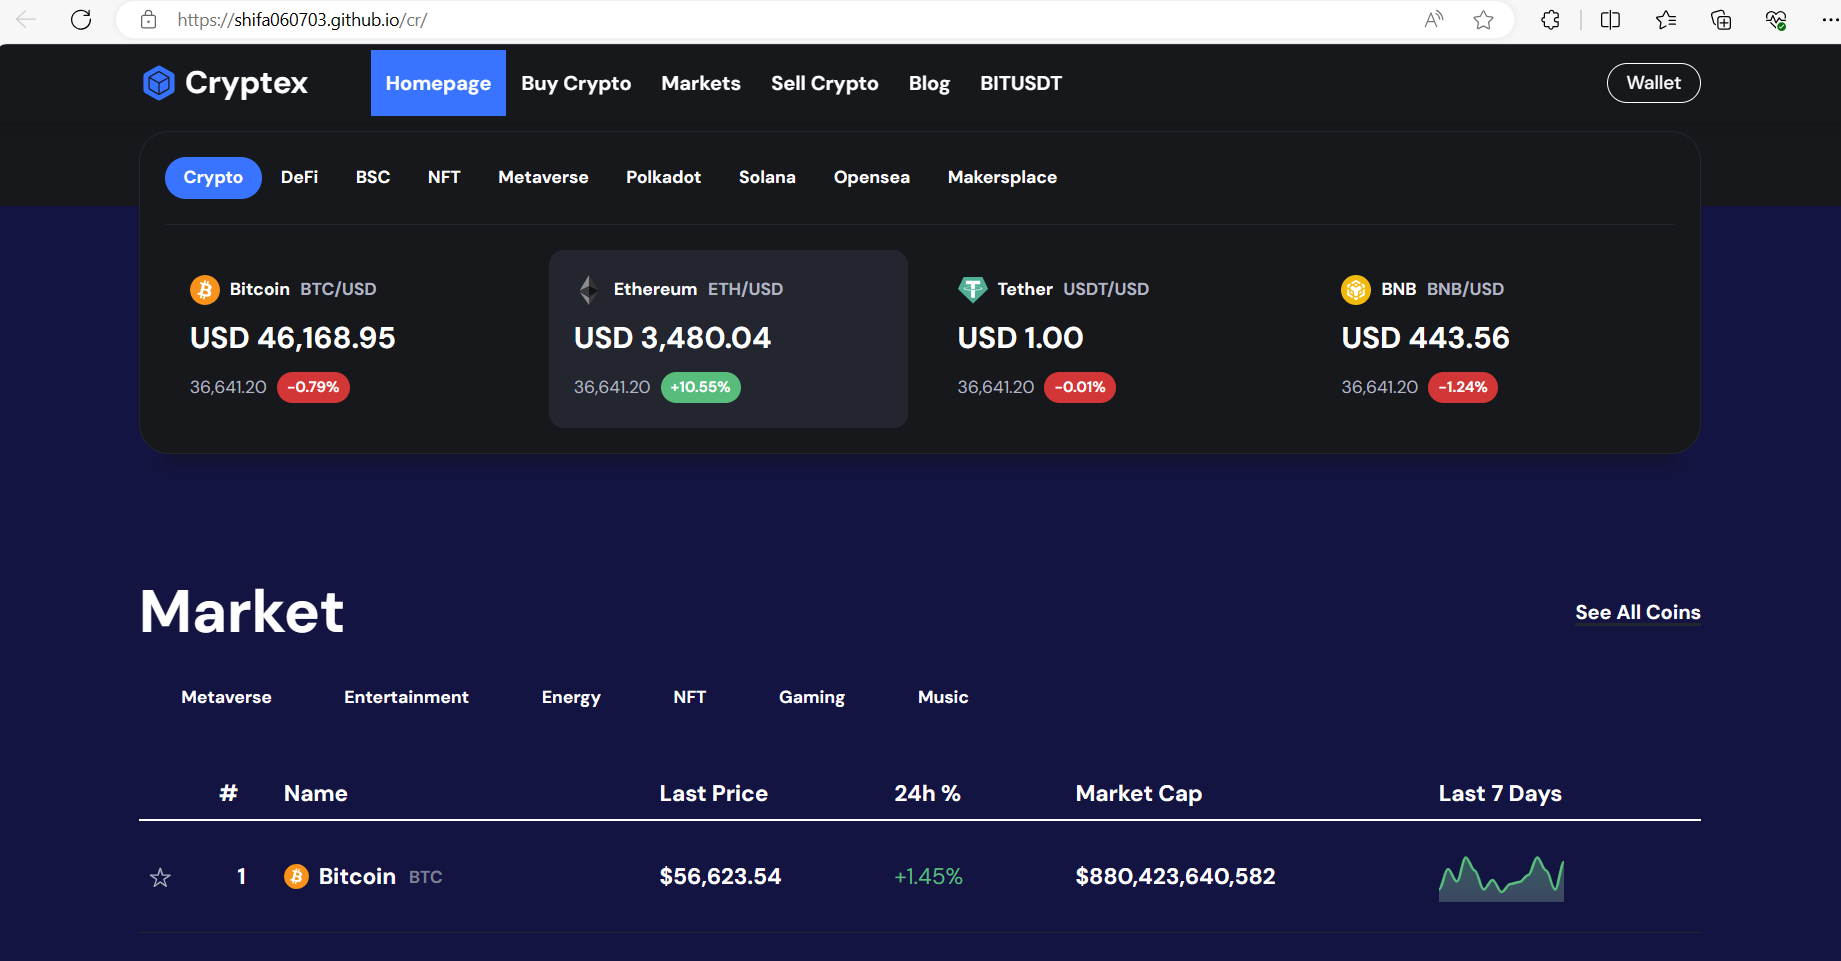 https://shifa060703.github.io/cr/
Cryptex Homepage Buy Crypto Markets Sell Crypto Blog BITUSDT Wallet
Crypto DeFi BSC NFT Metaverse Polkadot Solana Opensea Makersplace
Bitcoin BTC/USD
USD 46,168.95
36,641.20 -0.79%
Ethereum ETH/USD
USD 3,480.04
36,641.20 +10.55%
Tether USDT/USD
USD 1.00
36,641.20 -0.01%
BNB BNB/USD
USD 443.56
36,641.20 -1.24%
Market See All Coins
Metaverse Entertainment Energy NFT Gaming Music
# Name Last Price 24h % Market Cap Last 7 Days
1 Bitcoin BTC $56,623.54 +1.45% $880,423,640,582